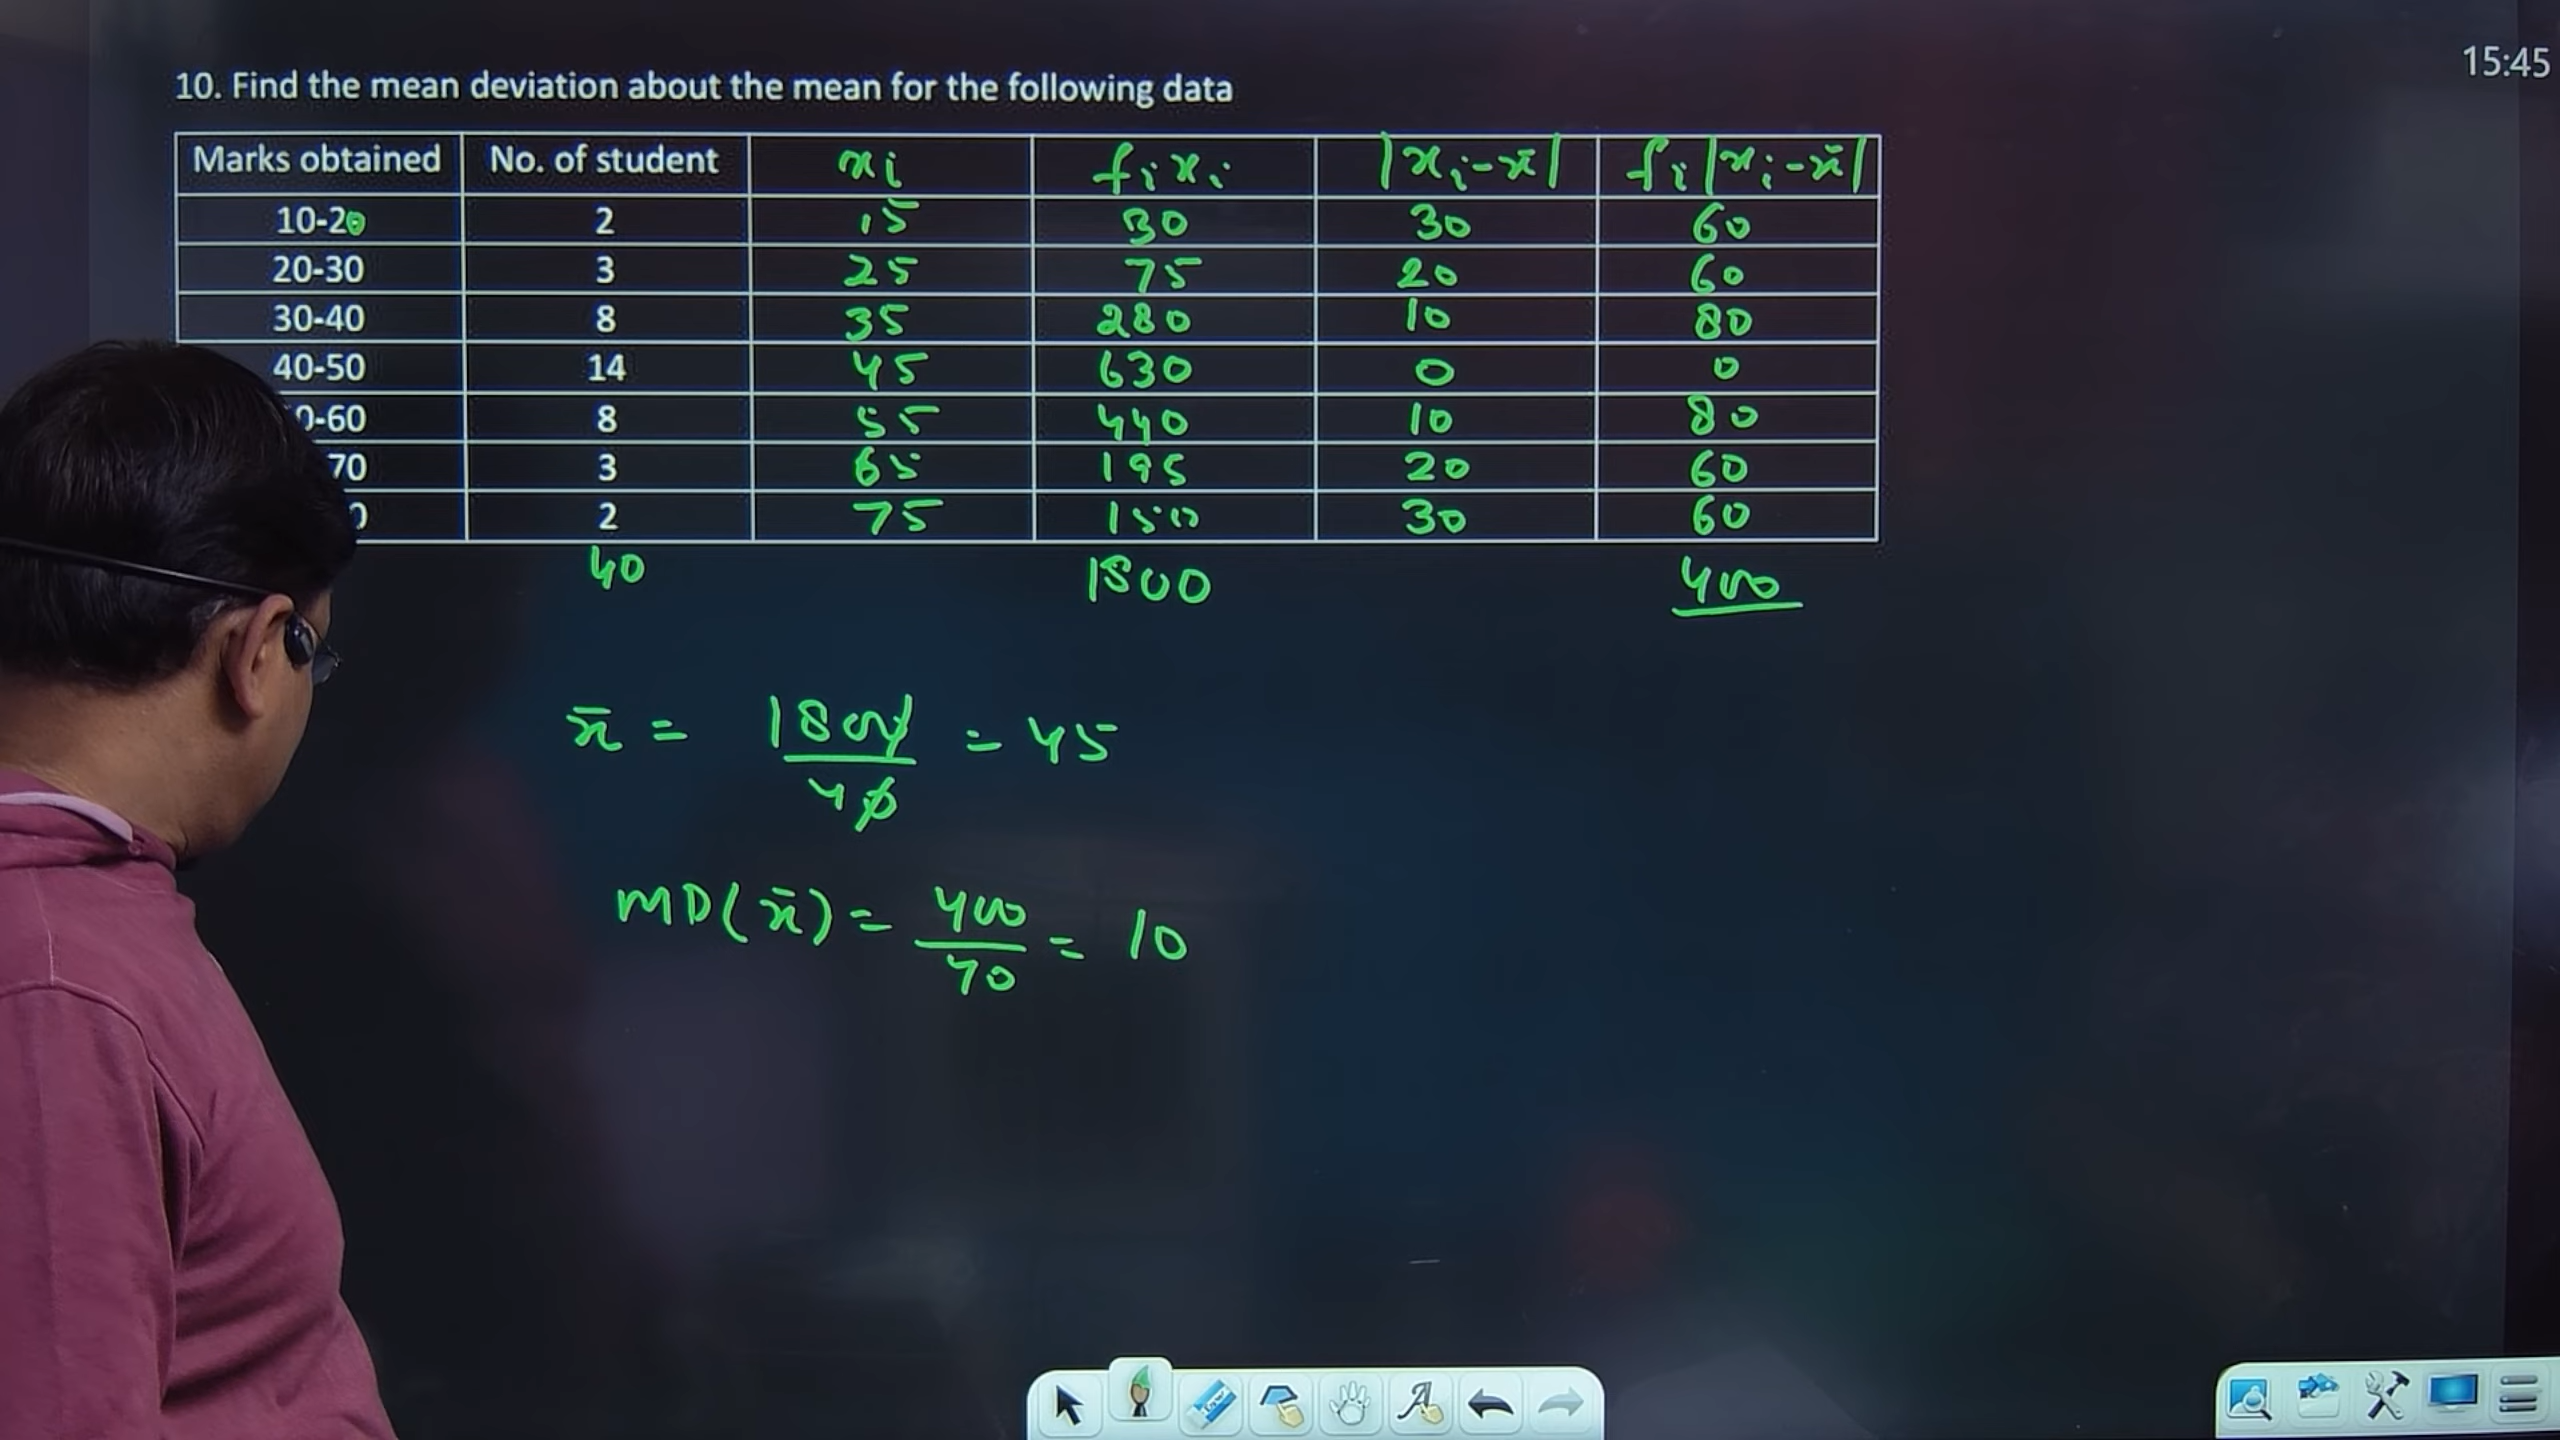 15:45
10. Find the mean deviation about the mean for the following data
Marks obtained No. of student xi fixi |xi-x̄| fi|xi-x̄|
10-20 2 15 30 30 60
20-30 3 25 75 20 60
30-40 8 35 280 10 80
40-50 14 45 630 0 0
0-60 8 55 440 10 80
70 3 65 195 20 60
0 2 75 150 30 60
40 1800 400
x̄ = 1800/40 = 45
MD(x̄) = 400/40 = 10